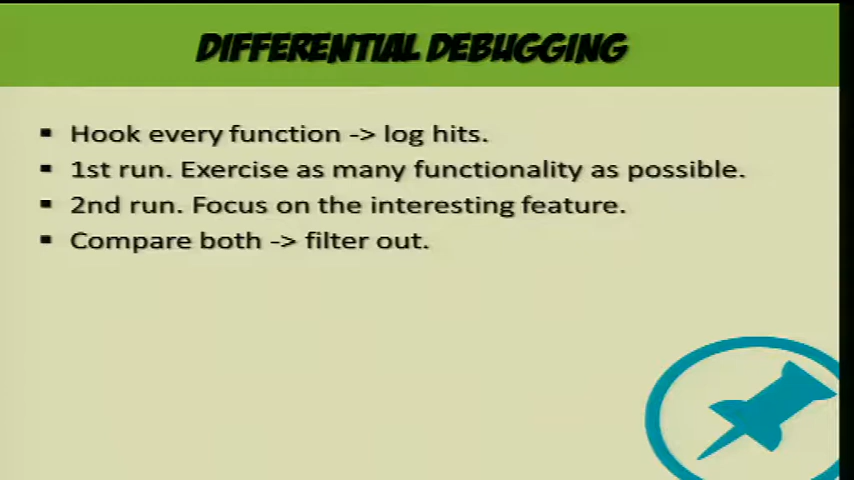 DIFFERENTIAL DEBUGGING
Hook every function -> log hits.
1st run. Exercise as many functionality as possible.
2nd run. Focus on the interesting feature.
Compare both -> filter out.